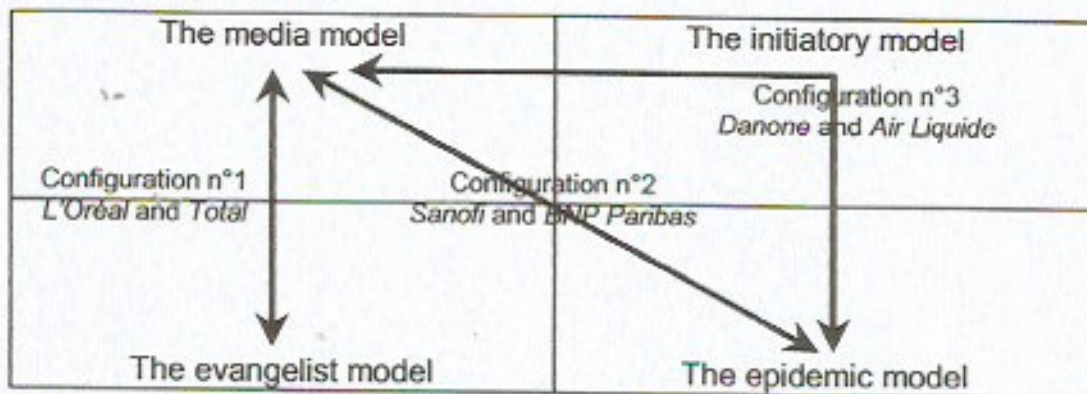 The media model
The initiatory model
Configuration n°3
Danone and Air Liquide
Configuration n°1
L'Oréal and Total
Configuration n°2
Sanofi and BNP Paribas
The evangelist model
The epidemic model